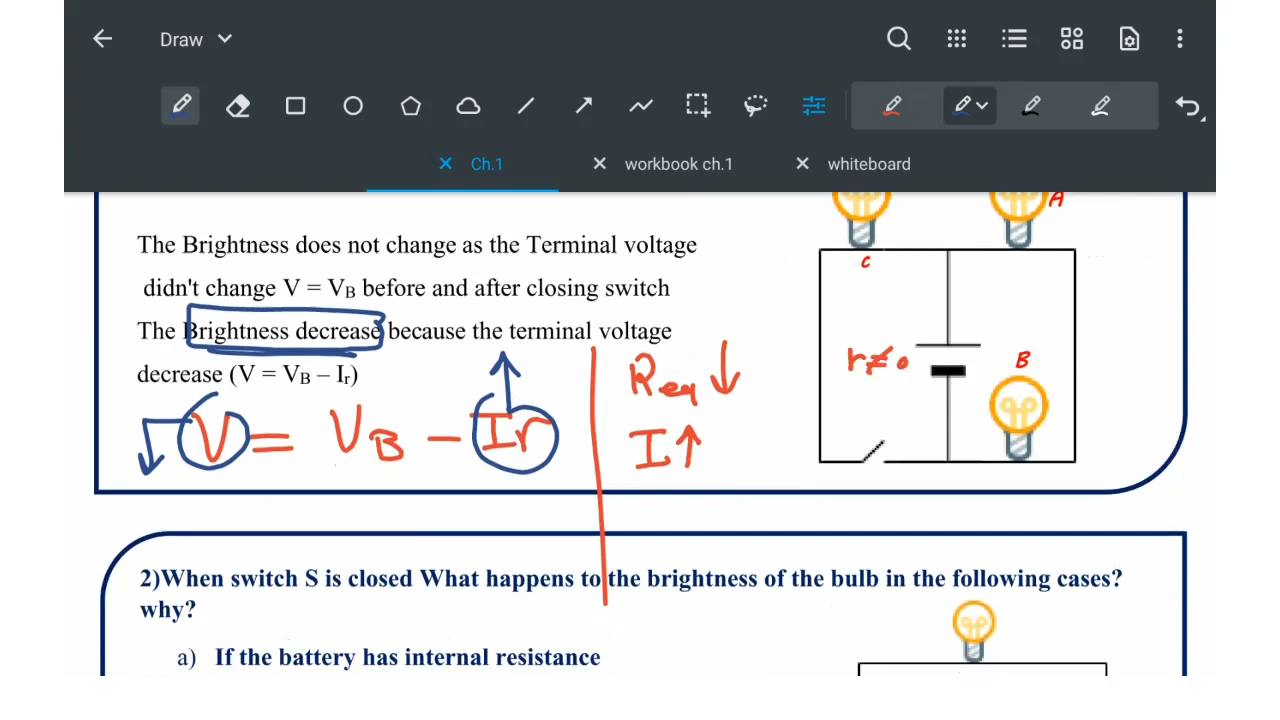 Draw
Ch.1
workbook ch.1
whiteboard
A
The Brightness does not change as the Terminal voltage
didn't change V = VB before and after closing switch
The Brightness decrease because the terminal voltage
decrease (V = VB – Ir)
V = VB – Ir
Req ↓
I ↑
C
r≠0
B
2)When switch S is closed What happens to the brightness of the bulb in the following cases?
why?
a) If the battery has internal resistance